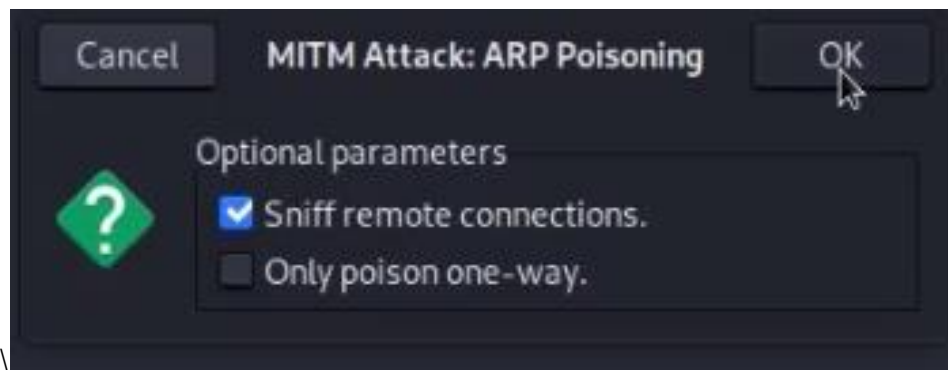 Cancel MITM Attack: ARP Poisoning OK
Optional parameters
Sniff remote connections.
Only poison one-way.
\